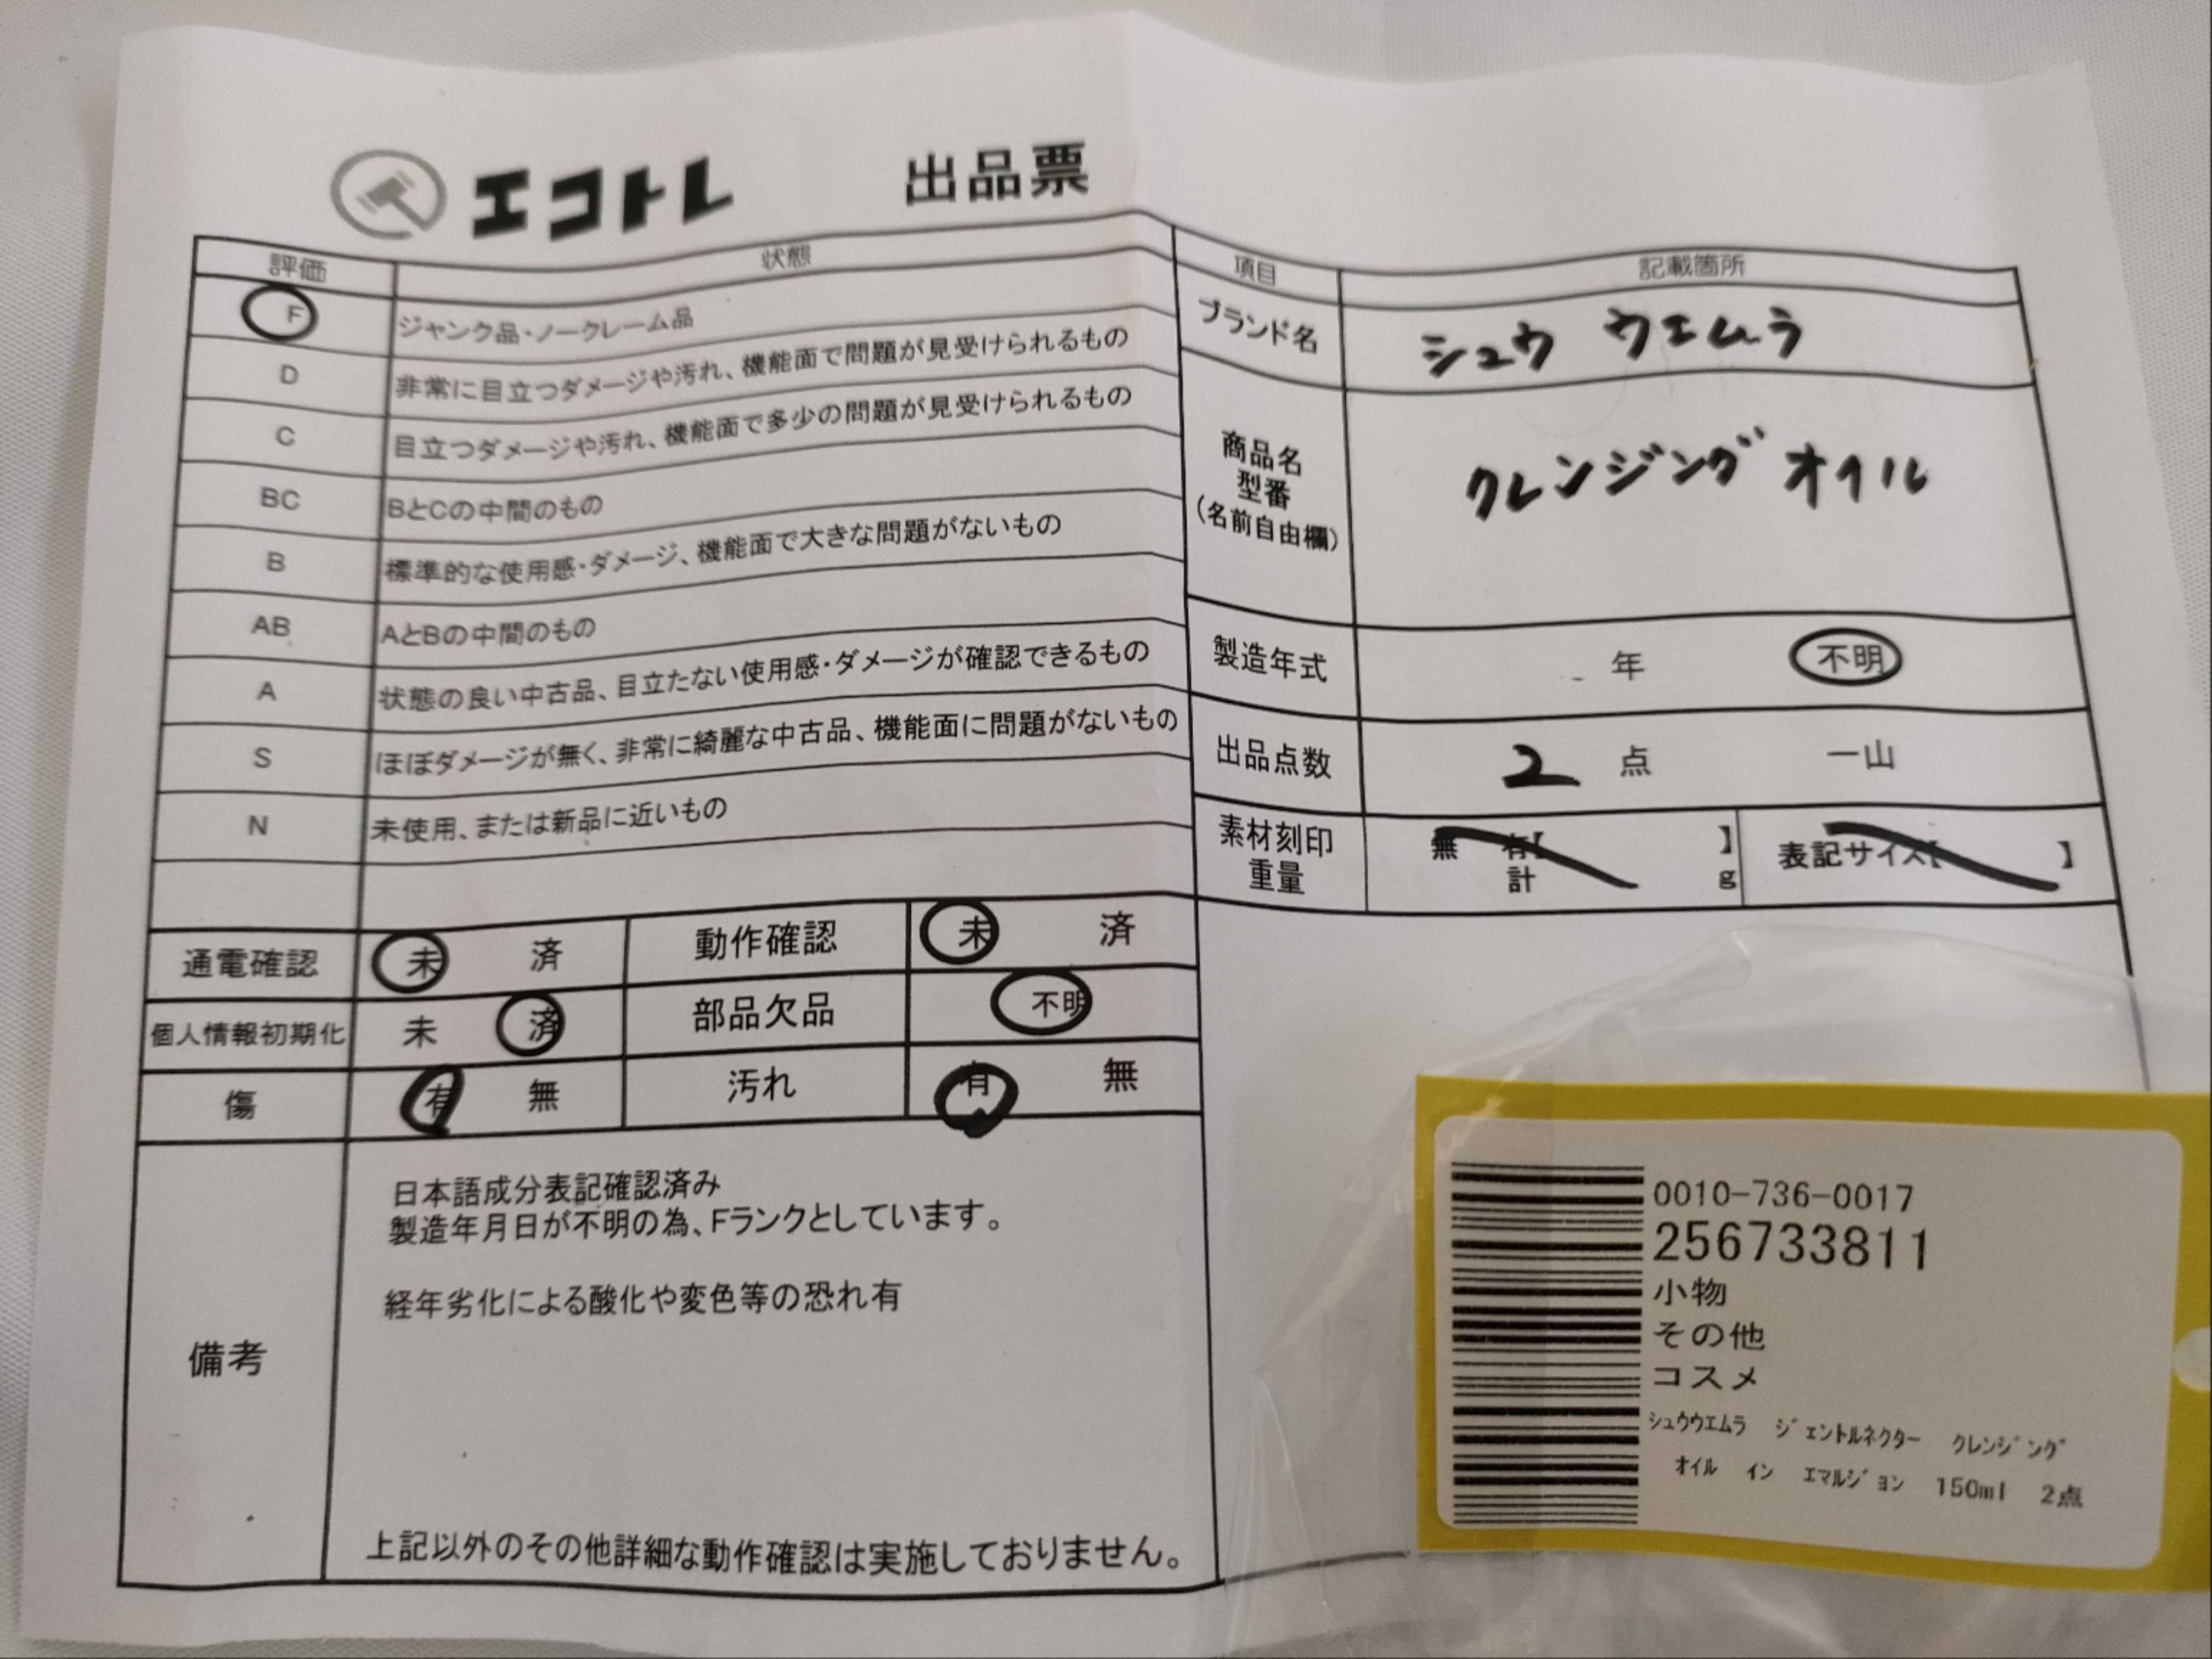 エコトレ 出品票
評価 状態
F ジャンク品・ノークレーム品
D 非常に目立つダメージや汚れ、機能面で問題が見受けられるもの
C 目立つダメージや汚れ、機能面で多少の問題が見受けられるもの
BC BとCの中間のもの
B 標準的な使用感・ダメージ、機能面で大きな問題がないもの
AB AとBの中間のもの
A 状態の良い中古品、目立たない使用感・ダメージが確認できるもの
S ほぼダメージが無く、非常に綺麗な中古品、機能面に問題がないもの
N 未使用、または新品に近いもの
通電確認 未 済 動作確認 未 済
個人情報初期化 未 済 部品欠品 不明
傷 有 無 汚れ 有 無
備考
日本語成分表記確認済み
製造年月日が不明の為、Fランクとしています。
経年劣化による酸化や変色等の恐れ有
上記以外のその他詳細な動作確認は実施しておりません。
項目 記載箇所
ブランド名 シュウ ウエムラ
商品名
型番
(名前自由欄)
クレンジングオイル
製造年式 年 不明
出品点数 2 点 一山
素材刻印 無 有【 】 表記サイズ【 】
重量 計 g
0010-736-0017
256733811
小物
その他
コスメ
シュウウエムラ ジェントルネクター クレンジング
オイル イン エマルジョン 150ml 2点